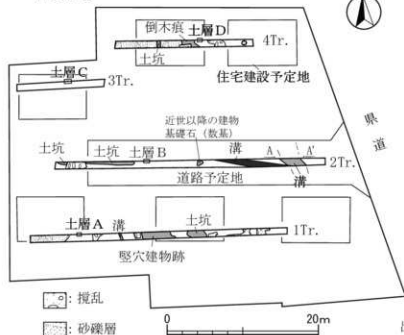 倒木痕
土層D
4Tr.
土坑
住宅建設予定地
土層C
3Tr.
県道
近世以降の建物
基礎石（数基）
土坑
土坑
土層B
溝
A
A'
2Tr.
道路予定地
溝
土層A
溝
土坑
1Tr.
竪穴建物跡
：攪乱
：砂礫層
0
20m